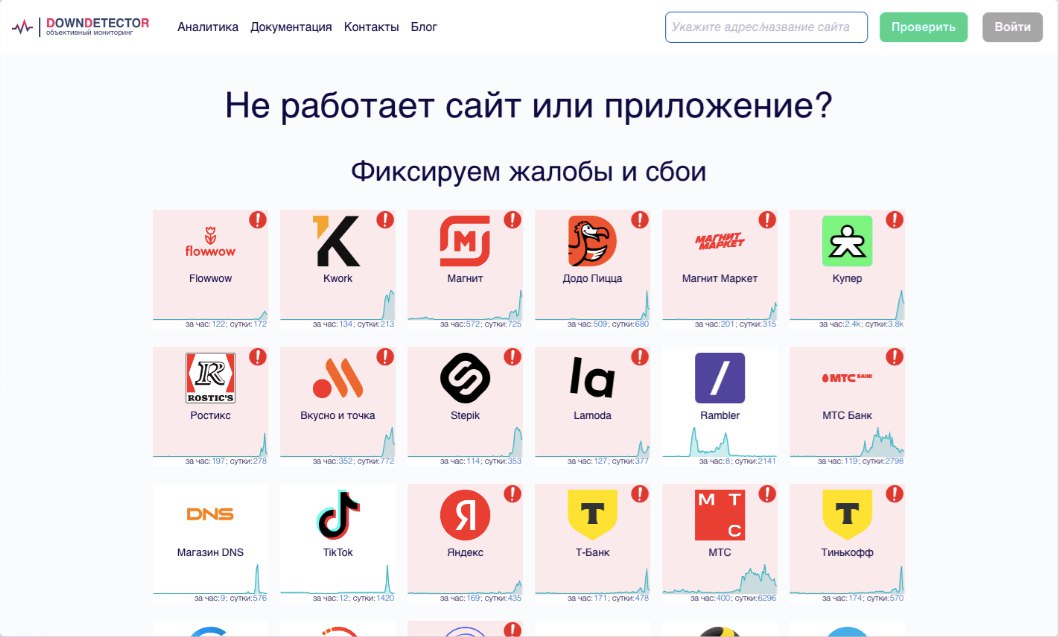 DOWNDETECTOR
объективный мониторинг
Аналитика Документация Контакты Блог
Укажите адрес/название сайта
Проверить
Войти
Не работает сайт или приложение?
Фиксируем жалобы и сбои
flowwow
МАГНИТ МАРКЕТ
Flowwow Kwork Магнит Додо Пицца Магнит Маркет Купер
за час: 122; сутки:172 за час: 134; сутки:213 за час: 572; сутки:725 за час: 509; сутки:680 за час: 201; сутки:315 за час:2.4k; сутки:3.8k
ROSTIC'S la МТС БАНК
Ростикс Вкусно и точка Stepik Lamoda Rambler МТС Банк
за час: 197; сутки:278 за час: 352; сутки:772 за час: 114; сутки:353 за час: 127; сутки:377 за час: 8; сутки:2141 за час: 119; сутки:2798
DNS Я T МТС T
Магазин DNS TikTok Яндекс Т-Банк МТС Тинькофф
за час: 9; сутки:576 за час: 12; сутки:1420 за час: 169; сутки:435 за час: 171; сутки:478 за час: 400; сутки:6296 за час: 174; сутки:570